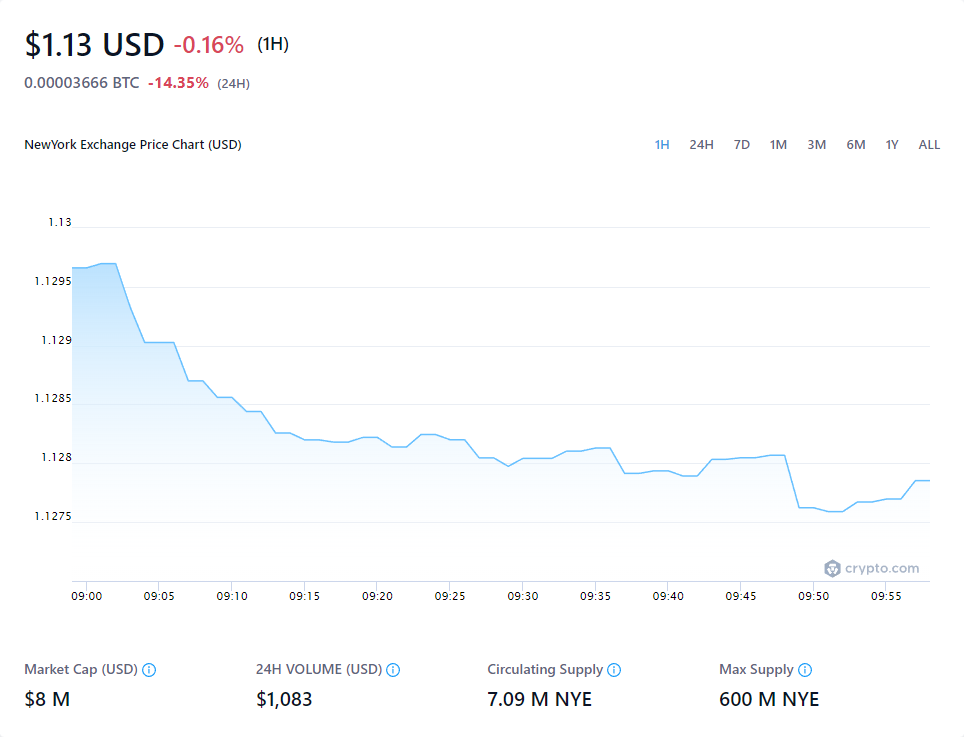 $1.13 USD -0.16% (1H)
0.00003666 BTC -14.35% (24H)
NewYork Exchange Price Chart (USD)
1H 24H 7D 1M 3M 6M 1Y ALL
1.13
1.1295
1.129
1.1285
1.128
1.1275
crypto.com
09:00 09:05 09:10 09:15 09:20 09:25 09:30 09:35 09:40 09:45 09:50 09:55
Market Cap (USD) 24H VOLUME (USD) Circulating Supply Max Supply
$8 M $1,083 7.09 M NYE 600 M NYE